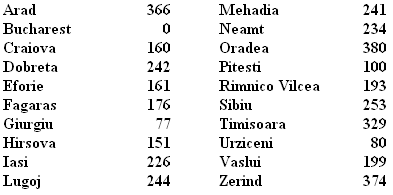 Arad 366 Mehadia 241
Bucharest 0 Neamt 234
Craiova 160 Oradea 380
Dobreta 242 Pitesti 100
Eforie 161 Rimnico Vilcea 193
Fagaras 176 Sibiu 253
Giurgiu 77 Timisoara 329
Hirsova 151 Urziceni 80
Iasi 226 Vaslui 199
Lugoj 244 Zerind 374